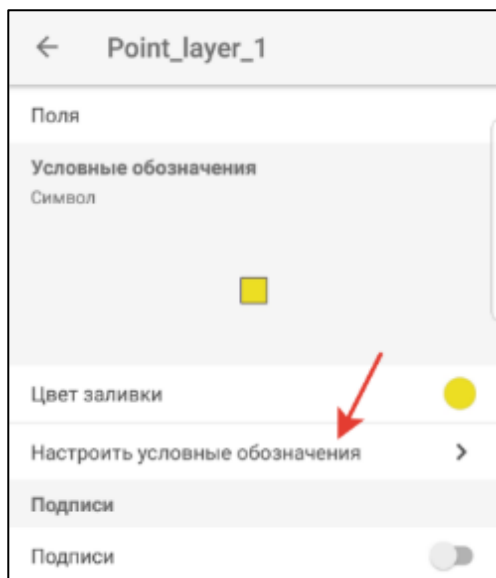 Point_layer_1
Поля
Условные обозначения
Символ
Цвет заливки
Настроить условные обозначения
Подписи
Подписи